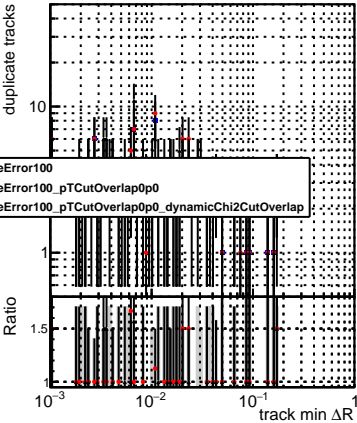 duplicate tracks
10
eError100
eError100_pTCutOverlap0p0
eError100_pTCutOverlap0p0_dynamicChi2CutOverlap
1
Ratio
1.5
1
10⁻³ 10⁻² 10⁻¹ 1
track min ΔR